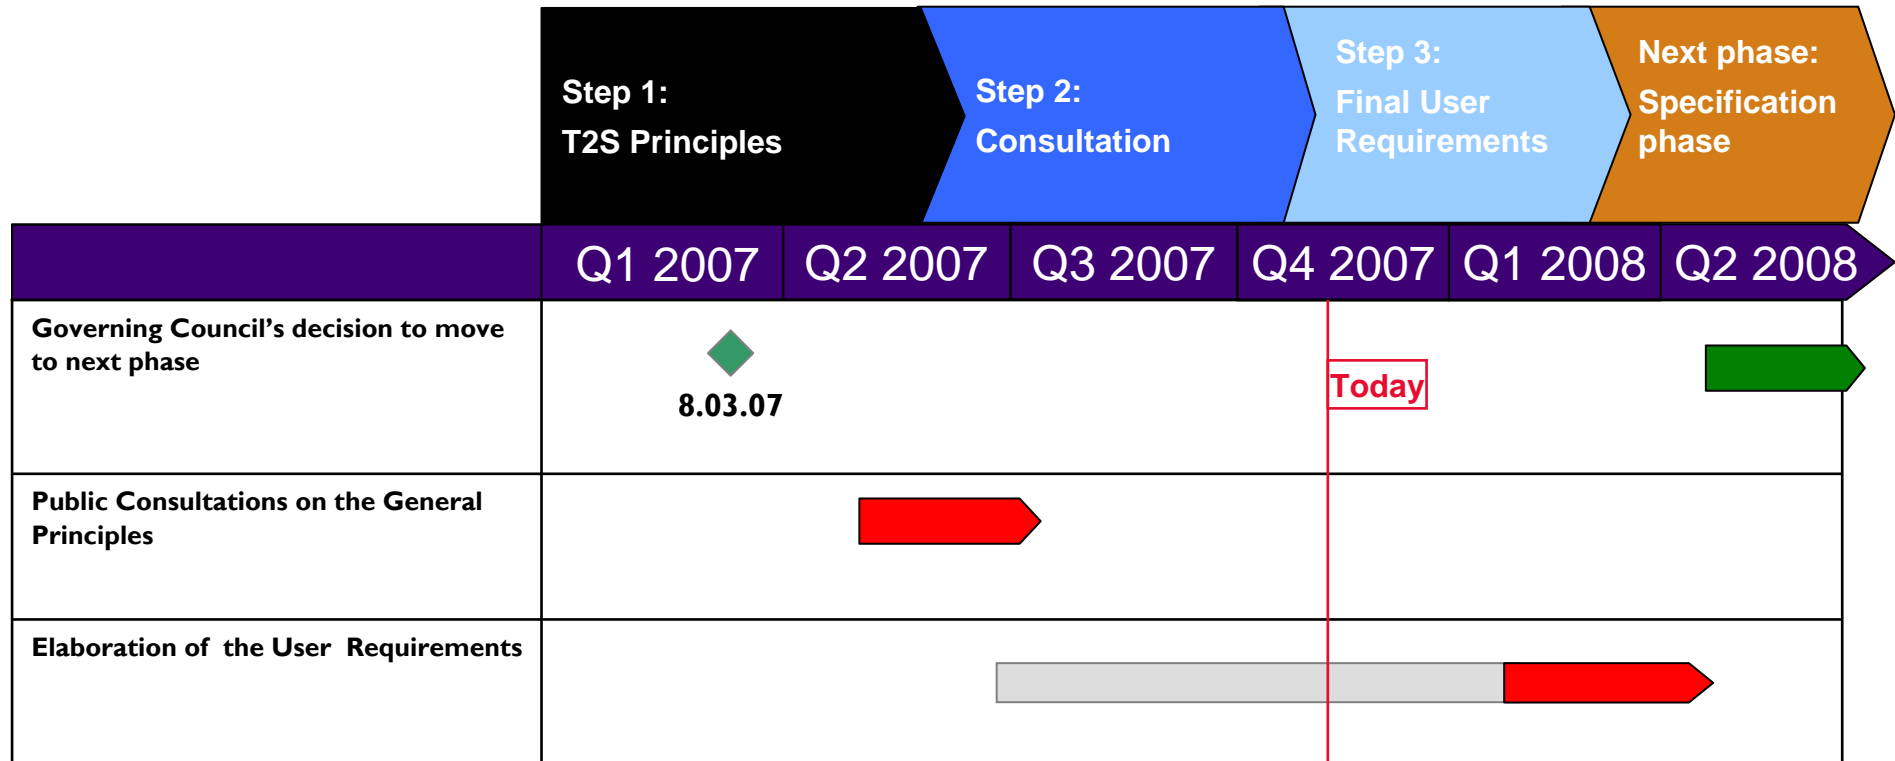 Step 1:
T2S Principles
Step 2:
Consultation
Step 3:
Final User
Requirements
Next phase:
Specification
phase
Q1 2007
Q2 2007
Q3 2007
Q4 2007
Q1 2008
Q2 2008
Governing Council’s decision to move
to next phase
8.03.07
Today
Public Consultations on the General
Principles
Elaboration of the User Requirements